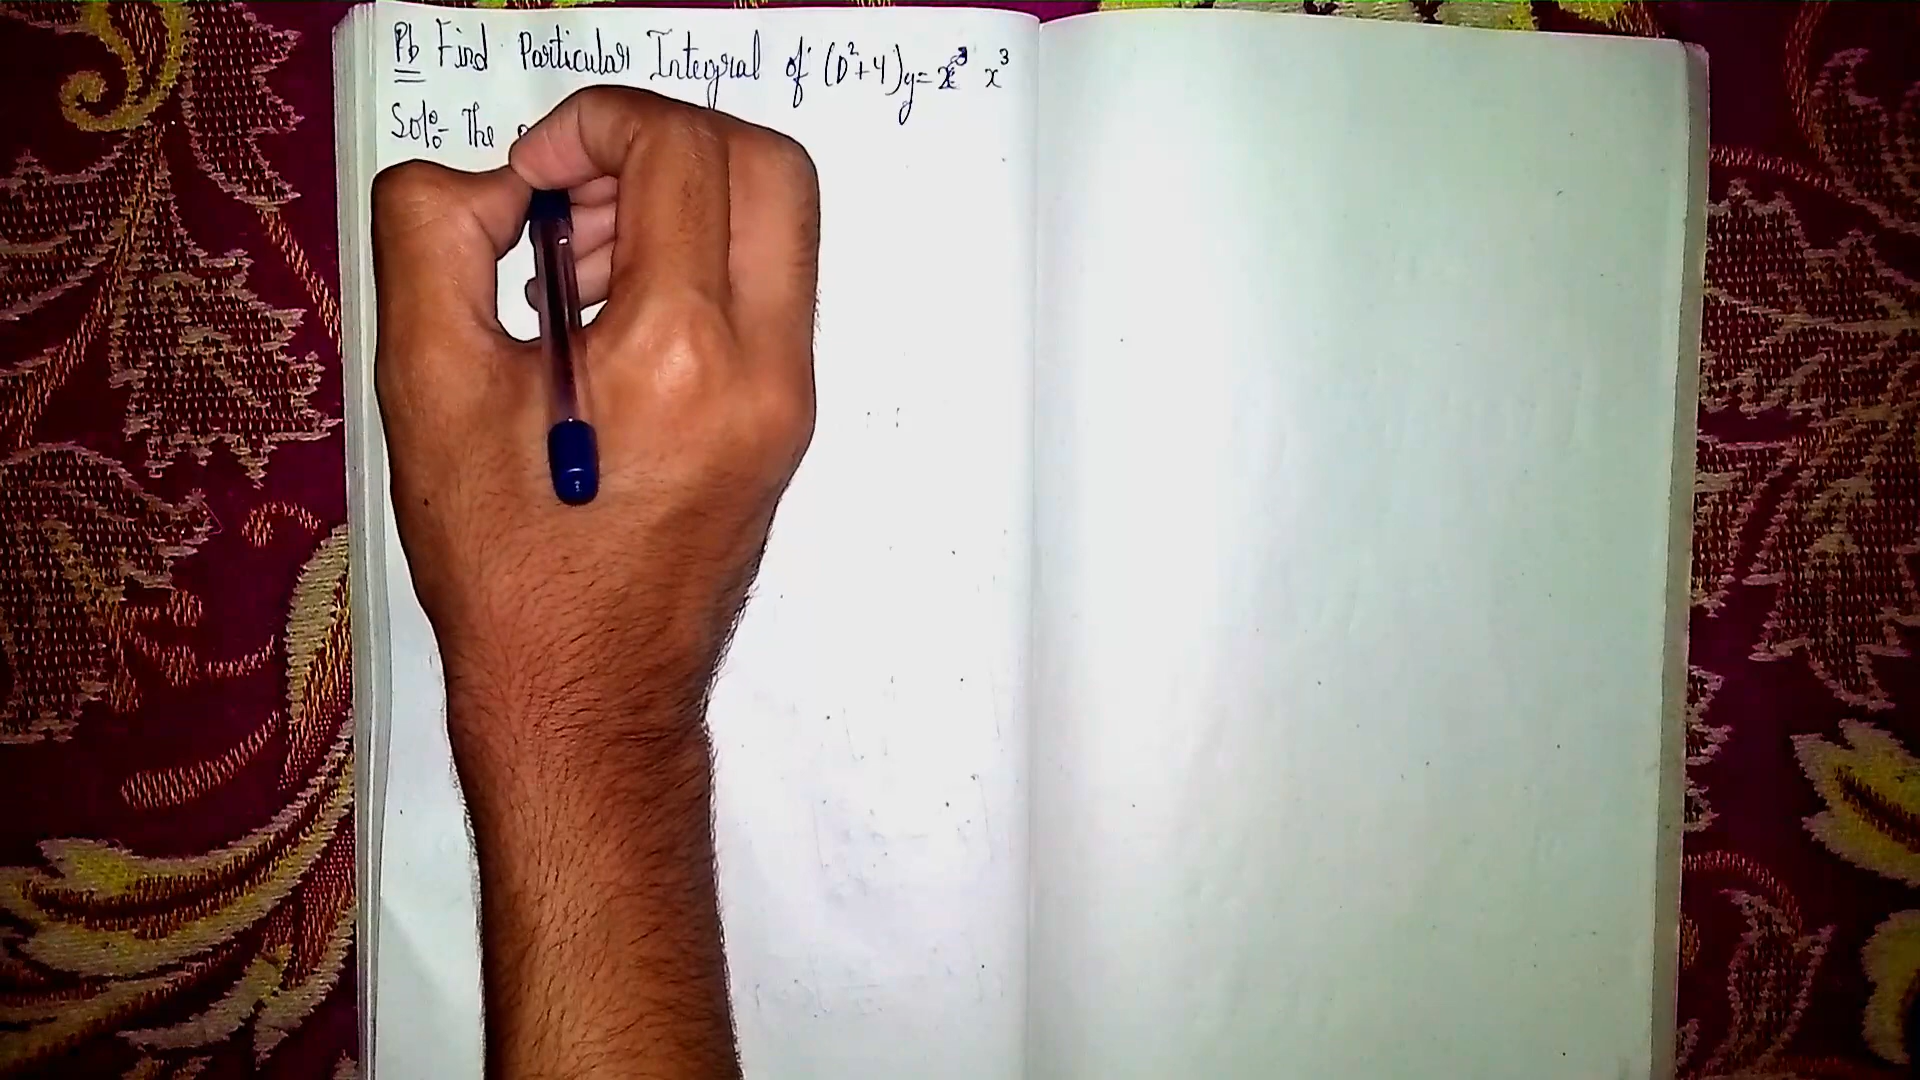 Pb Find Particular Integral of (D²+4)y= x³
Sol:- The